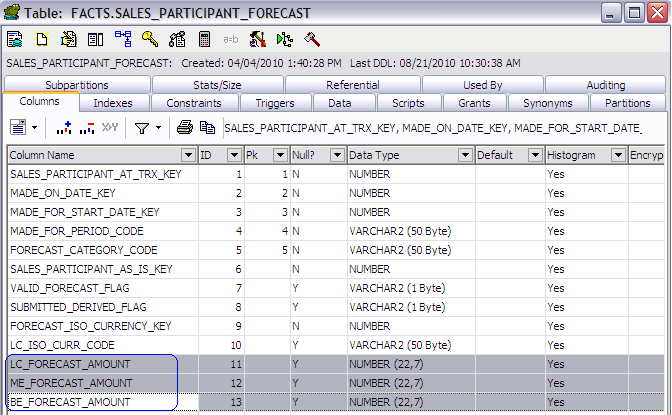 Table: FACTS.SALES_PARTICIPANT_FORECAST
a=b
SALES_PARTICIPANT_FORECAST: Created: 04/04/2010 1:40:28 PM Last DDL: 08/21/2010 10:30:38 AM
Subpartitions Stats/Size Referential Used By Auditing
Columns Indexes Constraints Triggers Data Scripts Grants Synonyms Partitions
X↔Y SALES_PARTICIPANT_AT_TRX_KEY, MADE_ON_DATE_KEY, MADE_FOR_START_DATE_
Column Name ID Pk Null? Data Type Default Histogram Encryp
SALES_PARTICIPANT_AT_TRX_KEY 1 1 N NUMBER Yes
MADE_ON_DATE_KEY 2 2 N NUMBER Yes
MADE_FOR_START_DATE_KEY 3 3 N NUMBER Yes
MADE_FOR_PERIOD_CODE 4 4 N VARCHAR2 (50 Byte) Yes
FORECAST_CATEGORY_CODE 5 5 N VARCHAR2 (50 Byte) Yes
SALES_PARTICIPANT_AS_IS_KEY 6 N NUMBER Yes
VALID_FORECAST_FLAG 7 Y VARCHAR2 (1 Byte) Yes
SUBMITTED_DERIVED_FLAG 8 Y VARCHAR2 (1 Byte) Yes
FORECAST_ISO_CURRENCY_KEY 9 N NUMBER Yes
LC_ISO_CURR_CODE 10 Y VARCHAR2 (50 Byte) Yes
LC_FORECAST_AMOUNT 11 Y NUMBER (22,7) Yes
ME_FORECAST_AMOUNT 12 Y NUMBER (22,7) Yes
BE_FORECAST_AMOUNT 13 Y NUMBER (22,7) Yes